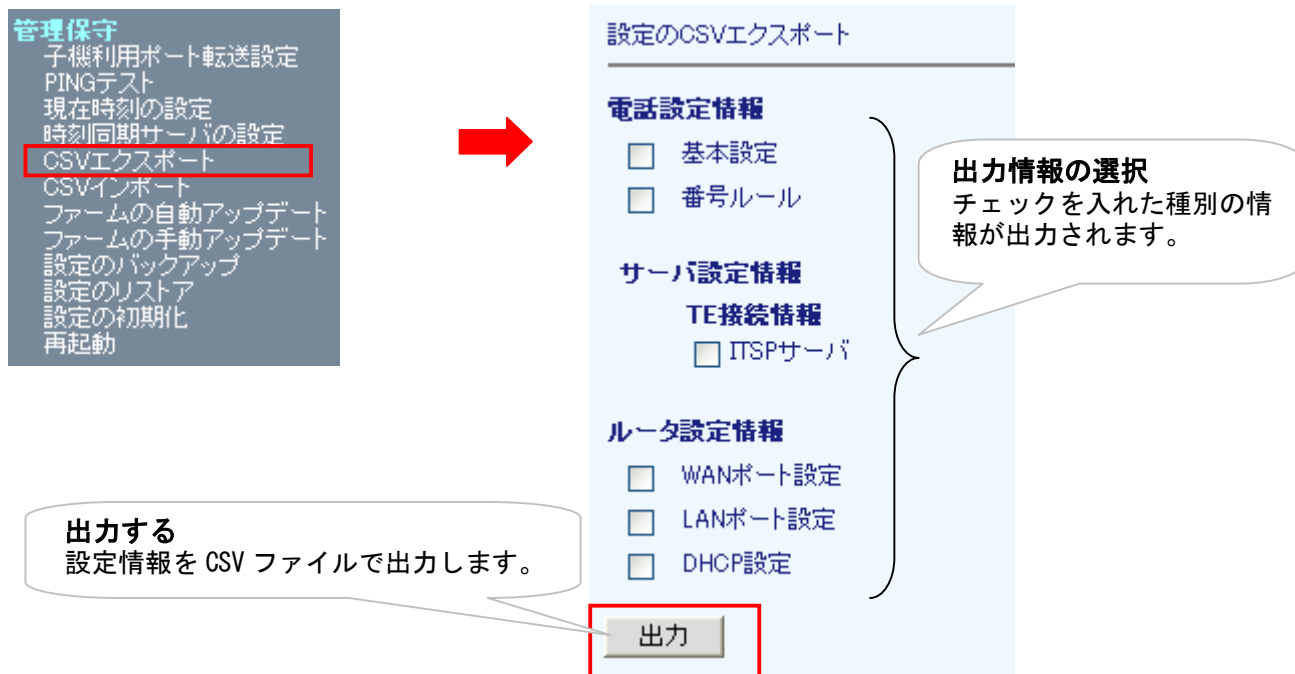 管理保守
子機利用ポート転送設定
PINGテスト
現在時刻の設定
時刻同期サーバの設定
CSVエクスポート
CSVインポート
ファームの自動アップデート
ファームの手動アップデート
設定のバックアップ
設定のリストア
設定の初期化
再起動
設定のCSVエクスポート
電話設定情報
基本設定
番号ルール
サーバ設定情報
TE接続情報
ITSPサーバ
ルータ設定情報
WANポート設定
LANポート設定
DHCP設定
出力
出力情報の選択
チェックを入れた種別の情
報が出力されます。
出力する
設定情報を CSV ファイルで出力します。